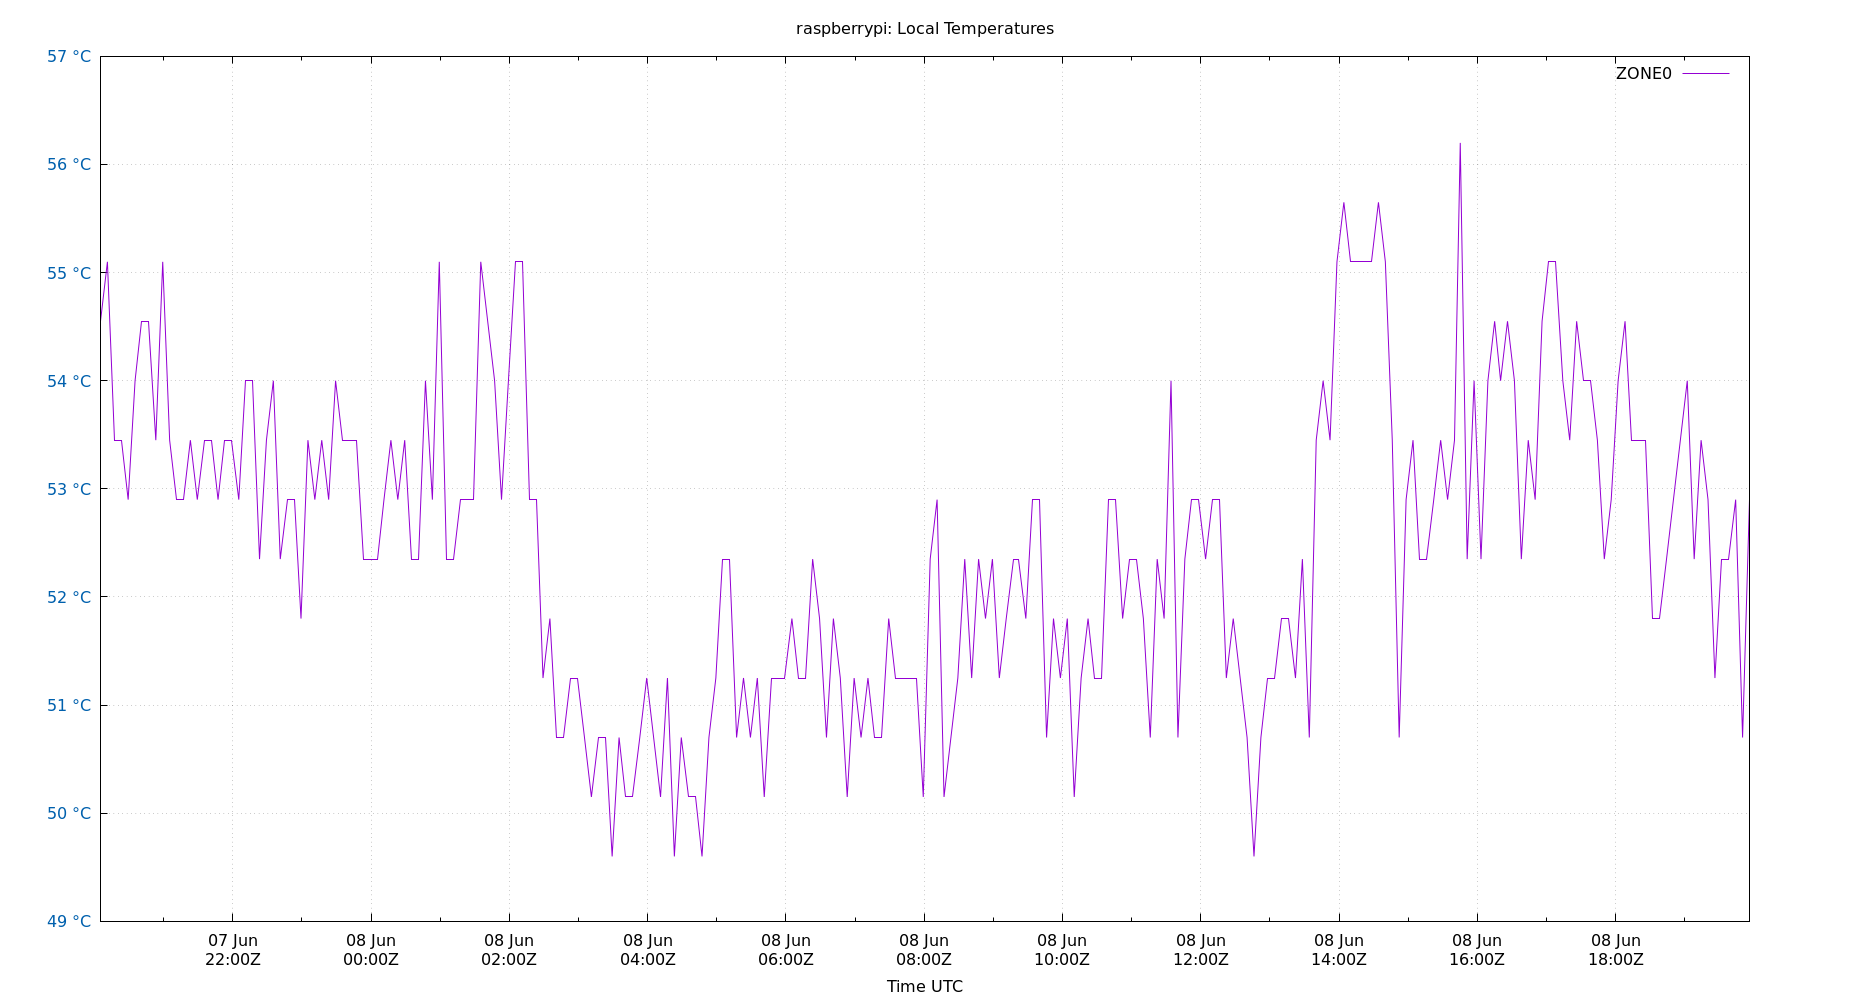 raspberrypi: Local Temperatures
57 °C
ZONE0
56 °C
55 °C
54 °C
53 °C
52 °C
51 °C
50 °C
49 °C
07 Jun 08 Jun 08 Jun 08 Jun 08 Jun 08 Jun 08 Jun 08 Jun 08 Jun 08 Jun 08 Jun
22:00Z 00:00Z 02:00Z 04:00Z 06:00Z 08:00Z 10:00Z 12:00Z 14:00Z 16:00Z 18:00Z
Time UTC